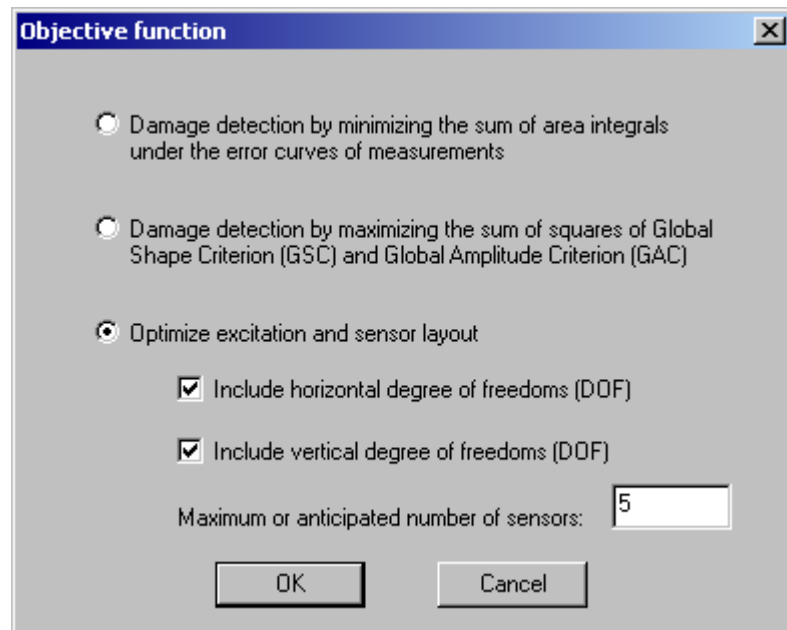 Objective function
Damage detection by minimizing the sum of area integrals
under the error curves of measurements
Damage detection by maximizing the sum of squares of Global
Shape Criterion (GSC) and Global Amplitude Criterion (GAC)
Optimize excitation and sensor layout
Include horizontal degree of freedoms (DOF)
Include vertical degree of freedoms (DOF)
Maximum or anticipated number of sensors: 5
OK Cancel